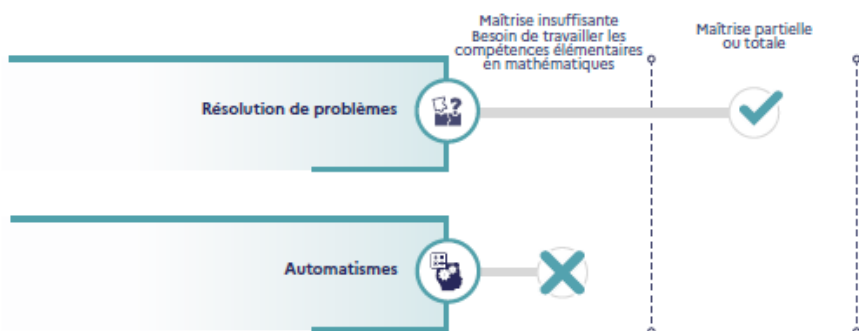 Maîtrise insuffisante
Besoin de travailler les
compétences élémentaires
en mathématiques
Maîtrise partielle
ou totale
Résolution de problèmes
?
Automatismes